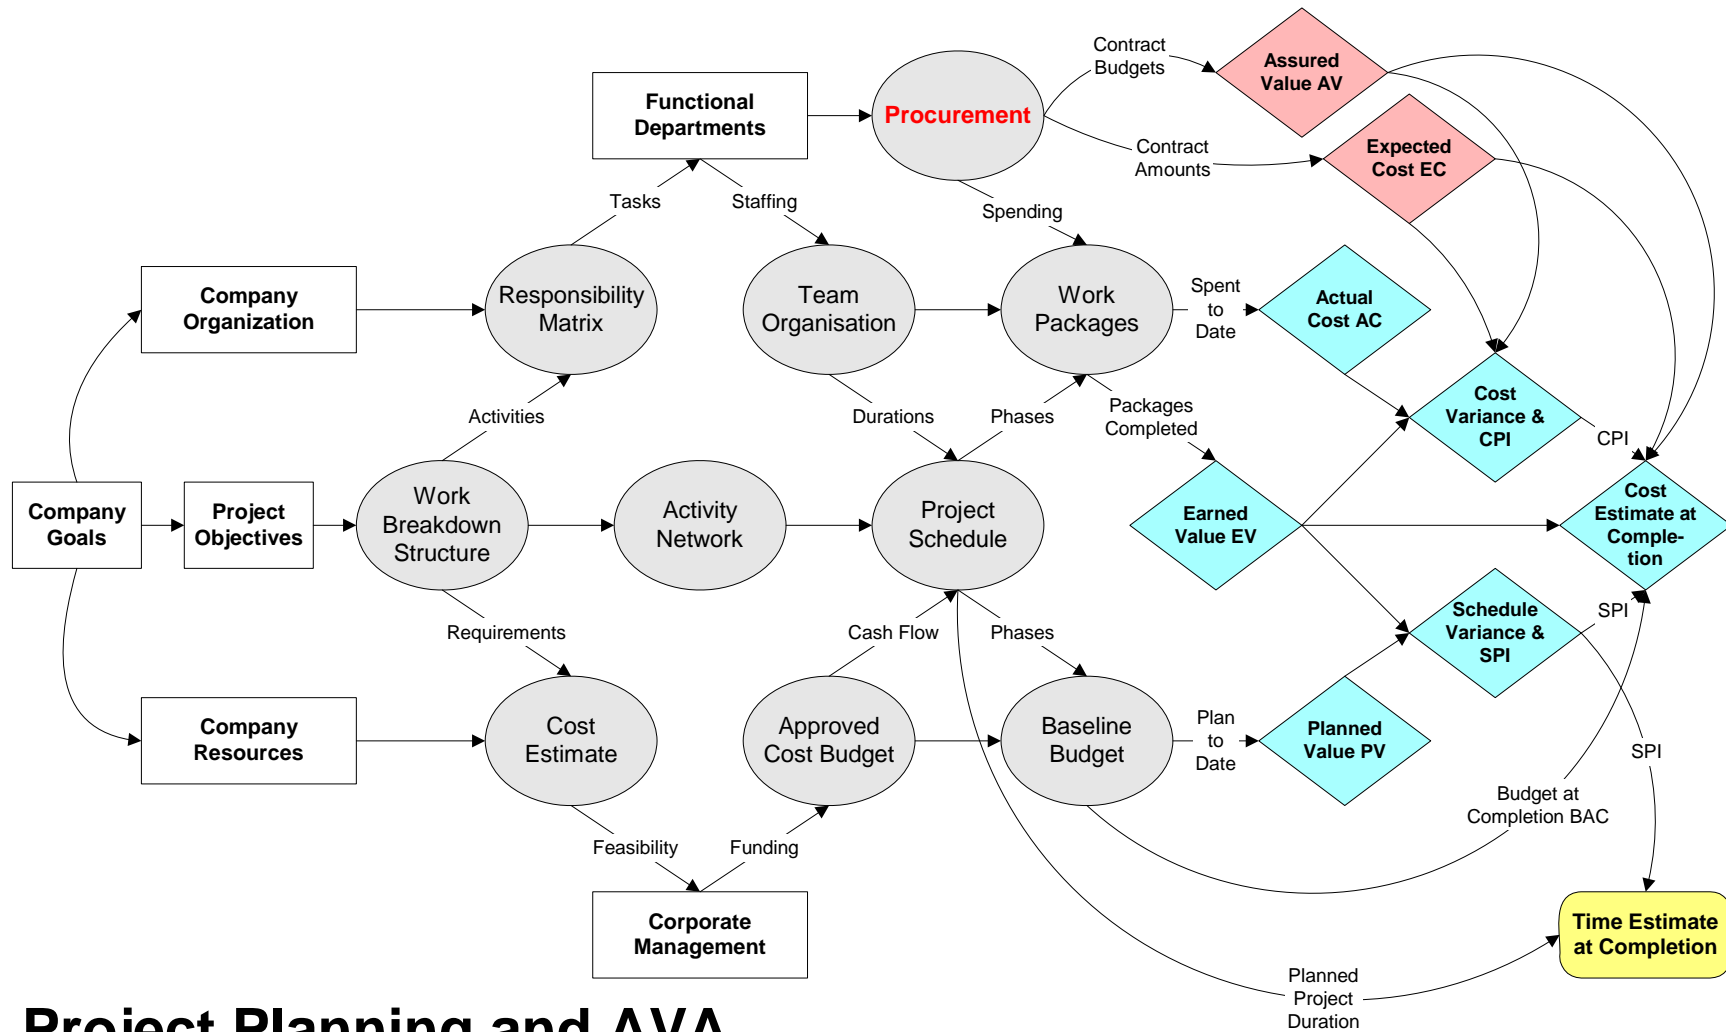 Contract
Budgets
Assured
Value AV
Functional
Departments
Procurement
Contract
Amounts
Expected
Cost EC
Tasks
Staffing
Spending
Company
Organization
Responsibility
Matrix
Team
Organisation
Work
Packages
Spent
to
Date
Actual
Cost AC
Activities
Durations
Phases
Packages
Completed
Cost
Variance &
CPI
CPI
Company
Goals
Project
Objectives
Work
Breakdown
Structure
Activity
Network
Project
Schedule
Earned
Value EV
Cost
Estimate at
Comple-
tion
Requirements
Cash Flow
Phases
Schedule
Variance &
SPI
SPI
Company
Resources
Cost
Estimate
Approved
Cost Budget
Baseline
Budget
Plan
to
Date
Planned
Value PV
SPI
Budget at
Completion BAC
Feasibility
Funding
Corporate
Management
Time Estimate
at Completion
Planned
Project
Duration
Project Planning and AVA